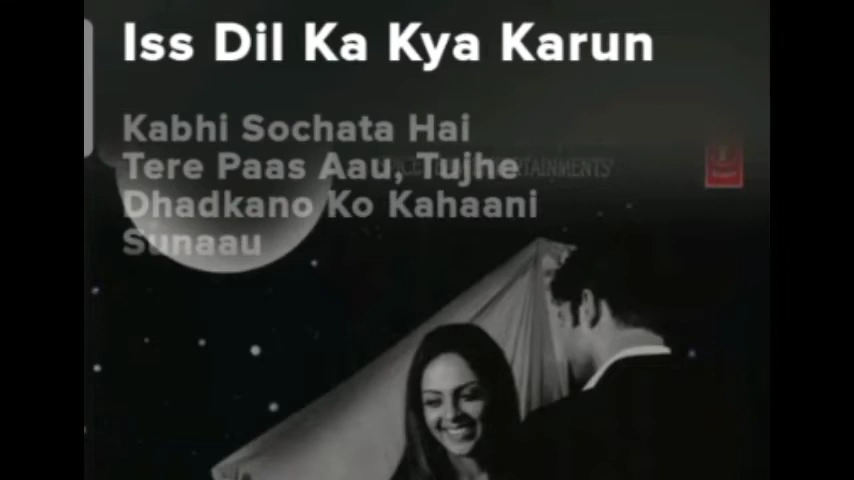 Iss Dil Ka Kya Karun
Kabhi Sochata Hai
Tere Paas Aau, Tujhe
Dhadkano Ko Kahaani
Sunaau